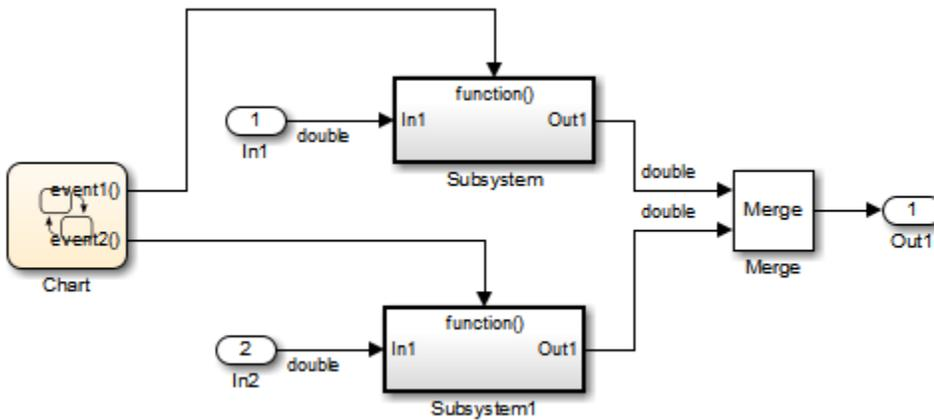 function()
1
In1
Out1
double
In1
Subsystem
double
event1()
double
Merge
1
Out1
event2()
Merge
Chart
function()
2
In1
Out1
double
In2
Subsystem1